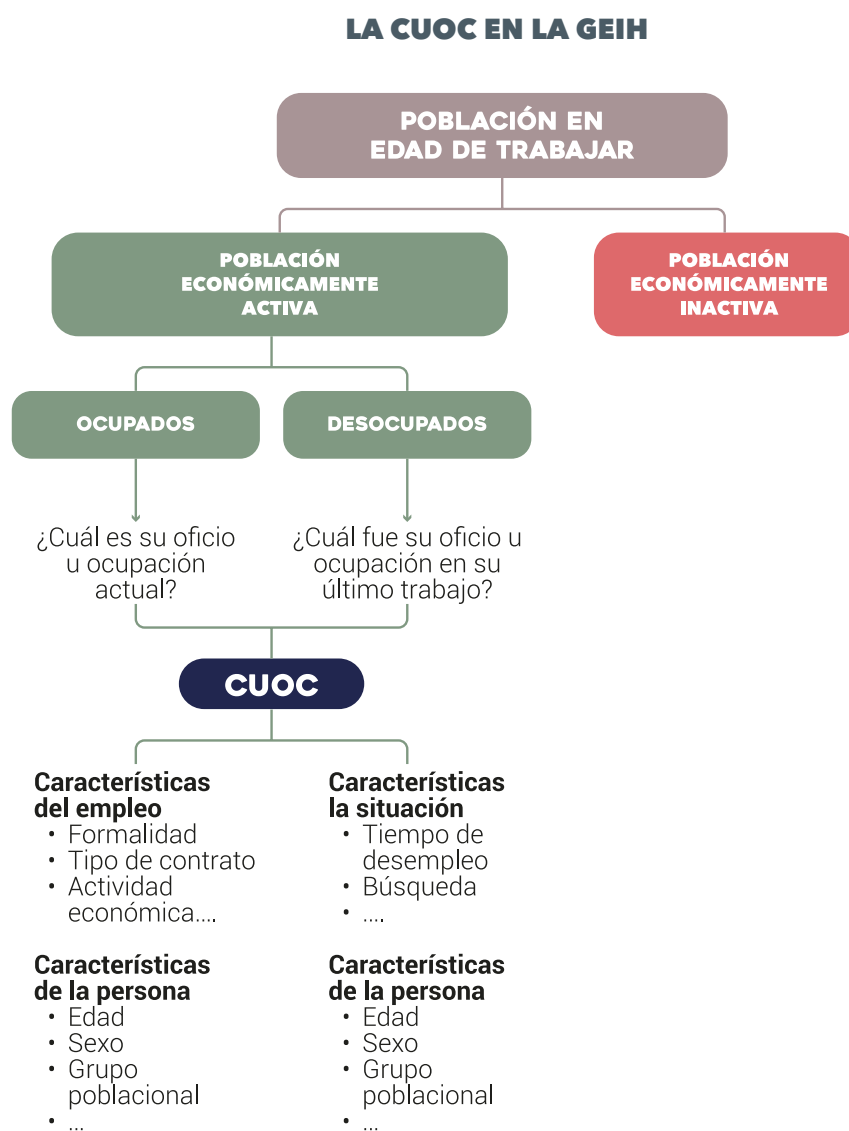 LA CUOC EN LA GEIH
POBLACIÓN EN
EDAD DE TRABAJAR
POBLACIÓN
ECONÓMICAMENTE
ACTIVA
POBLACIÓN
ECONÓMICAMENTE
INACTIVA
OCUPADOS
DESOCUPADOS
¿Cuál es su oficio
u ocupación
actual?
¿Cuál fue su oficio u
ocupación en su
último trabajo?
CUOC
Características
del empleo
• Formalidad
• Tipo de contrato
• Actividad
económica....
Características
la situación
• Tiempo de
desempleo
• Búsqueda
• ....
Características
de la persona
• Edad
• Sexo
• Grupo
poblacional
• ...
Características
de la persona
• Edad
• Sexo
• Grupo
poblacional
• ...